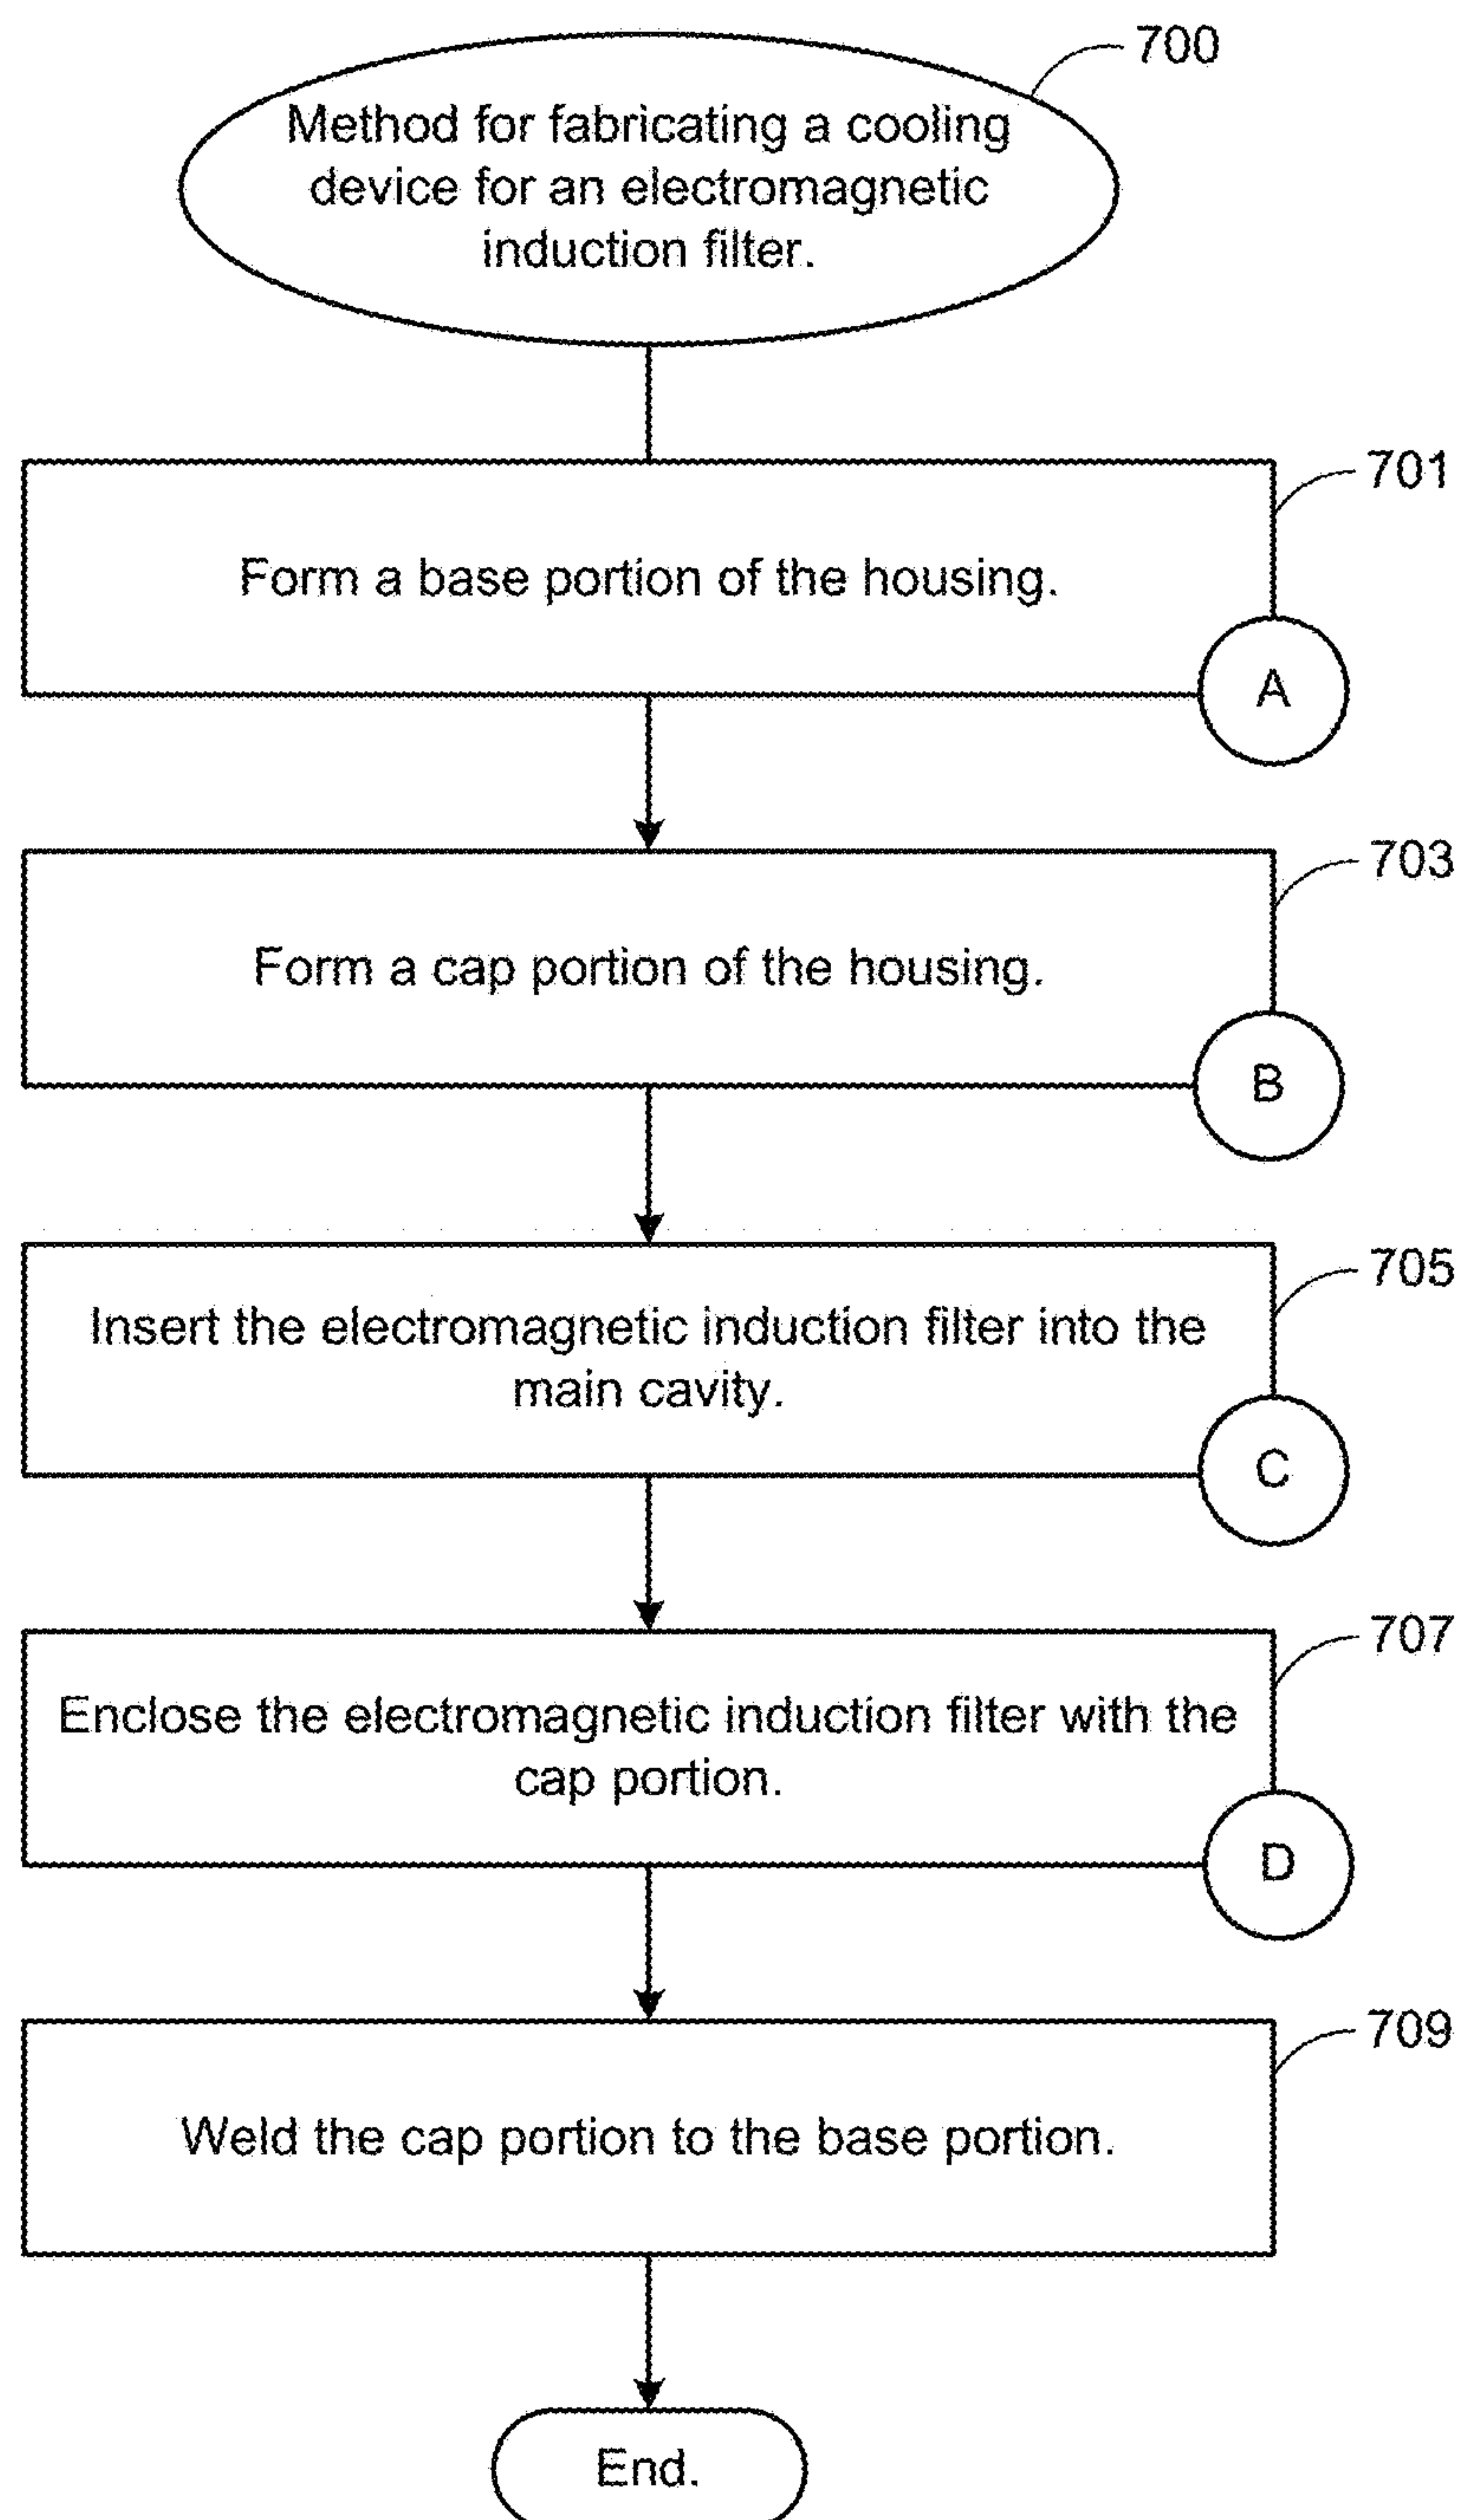 700
Method for fabricating a cooling
device for an electromagnetic
induction filter.
701
Form a base portion of the housing.
A
703
Form a cap portion of the housing.
B
705
Insert the electromagnetic induction filter into the
main cavity.
C
707
Enclose the electromagnetic induction filter with the
cap portion.
D
709
Weld the cap portion to the base portion.
End.